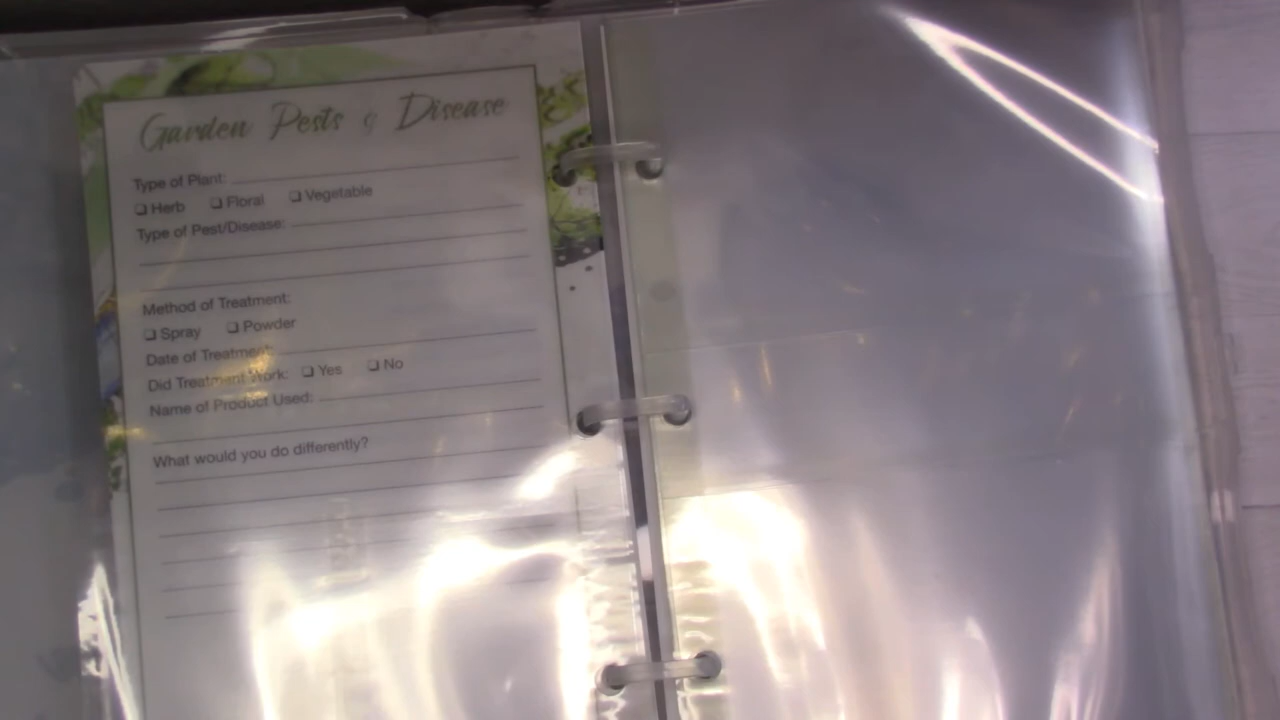 Garden Pests & Disease
Type of Plant:
❏ Herb ❏ Floral ❏ Vegetable
Type of Pest/Disease:
Method of Treatment:
❏ Spray ❏ Powder
Date of Treatment:
Did Treatment Work: ❏ Yes ❏ No
Name of Product Used:
What would you do differently?